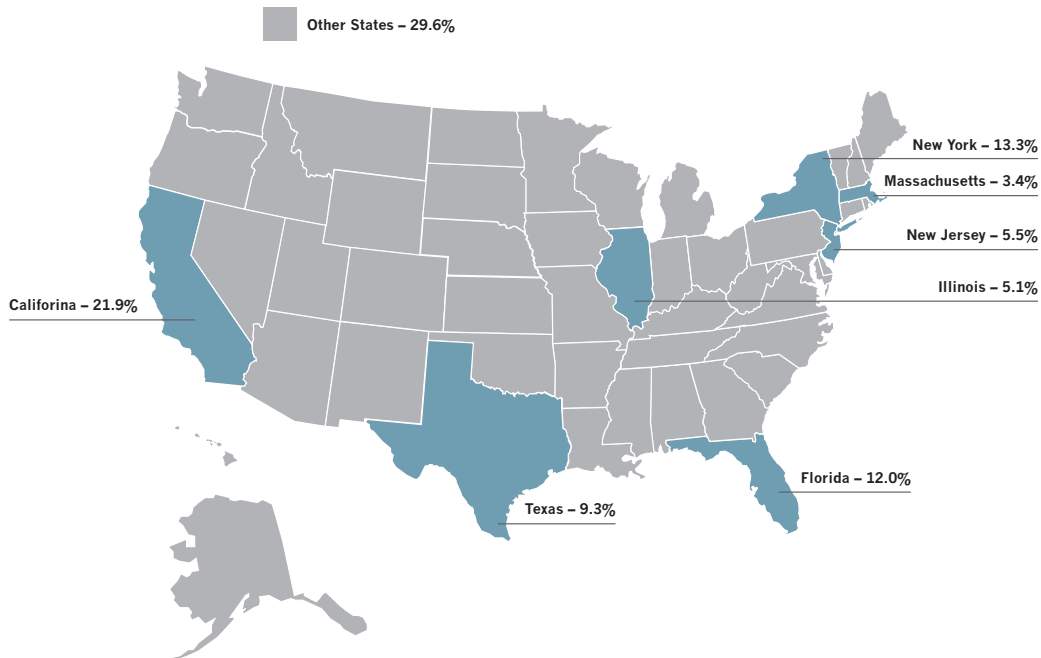 Other States – 29.6%
New York – 13.3%
Massachusetts – 3.4%
New Jersey – 5.5%
Illinois – 5.1%
Califorina – 21.9%
Florida – 12.0%
Texas – 9.3%